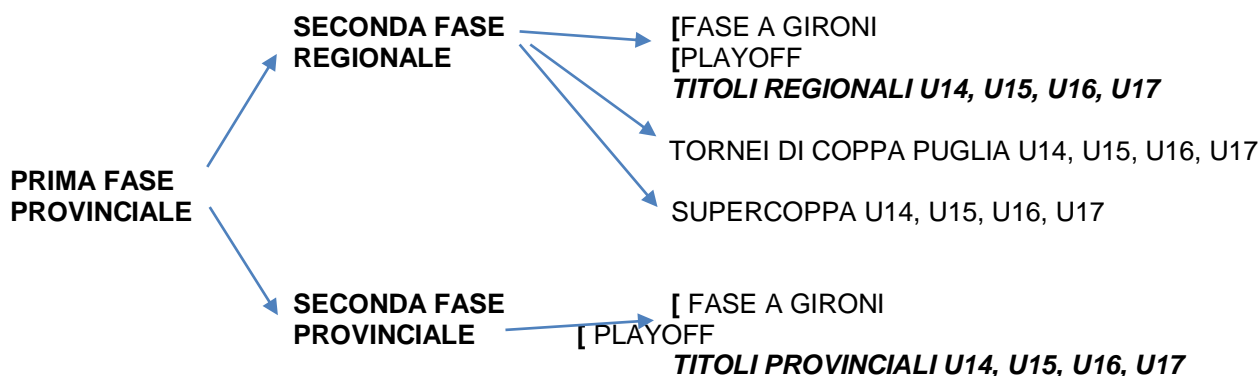 SECONDA FASE [FASE A GIRONI
REGIONALE [PLAYOFF
TITOLI REGIONALI U14, U15, U16, U17
TORNEI DI COPPA PUGLIA U14, U15, U16, U17
PRIMA FASE
PROVINCIALE SUPERCOPPA U14, U15, U16, U17
SECONDA FASE [ FASE A GIRONI
PROVINCIALE [ PLAYOFF
TITOLI PROVINCIALI U14, U15, U16, U17